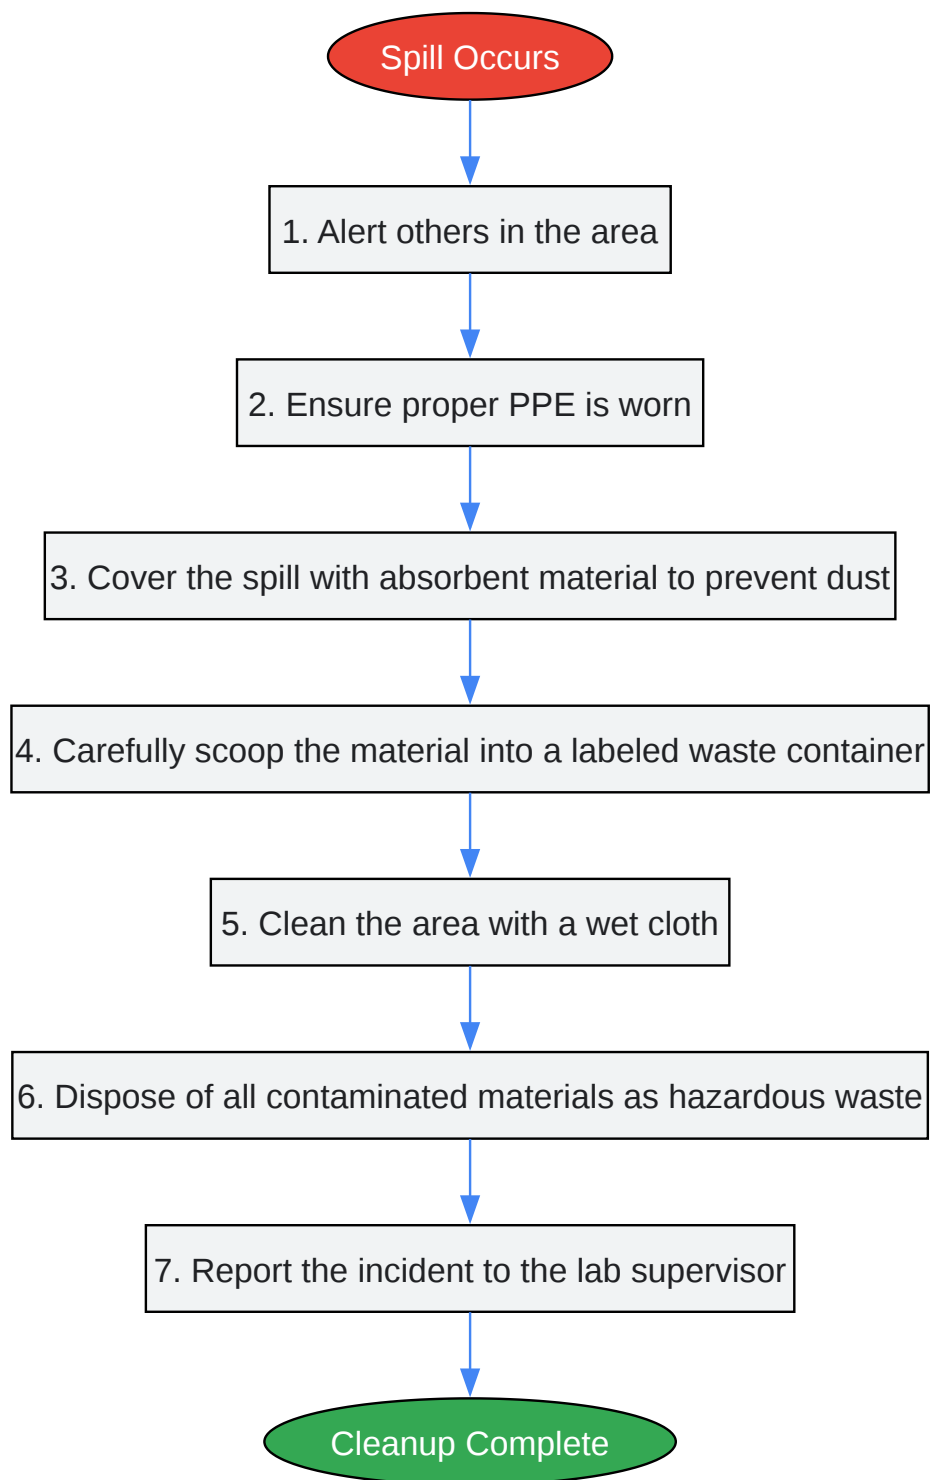 Spill Occurs
1. Alert others in the area
2. Ensure proper PPE is worn
3. Cover the spill with absorbent material to prevent dust
4. Carefully scoop the material into a labeled waste container
5. Clean the area with a wet cloth
6. Dispose of all contaminated materials as hazardous waste
7. Report the incident to the lab supervisor
Cleanup Complete